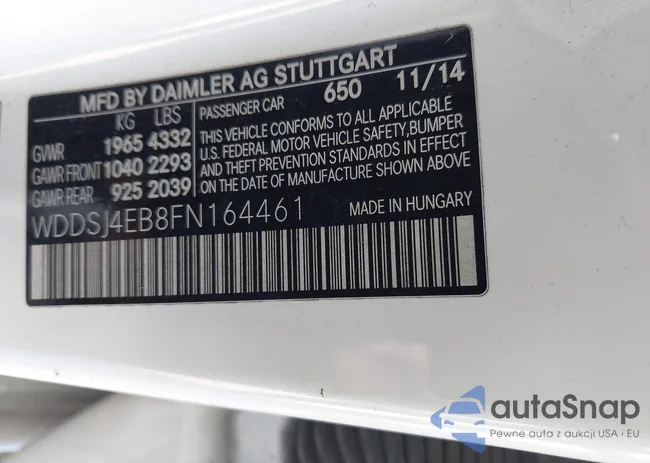 MFD BY DAIMLER AG STUTTGART
KG LBS
GVWR 1965 4332
GAWR FRONT 1040 2293
GAWR REAR 925 2039
PASSENGER CAR 650 11/14
THIS VEHICLE CONFORMS TO ALL APPLICABLE
U.S. FEDERAL MOTOR VEHICLE SAFETY, BUMPER
AND THEFT PREVENTION STANDARDS IN EFFECT
ON THE DATE OF MANUFACTURE SHOWN ABOVE
WDDSJ4EB8FN164461 MADE IN HUNGARY
autaSnap
Pewne auta z aukcji USA i EU